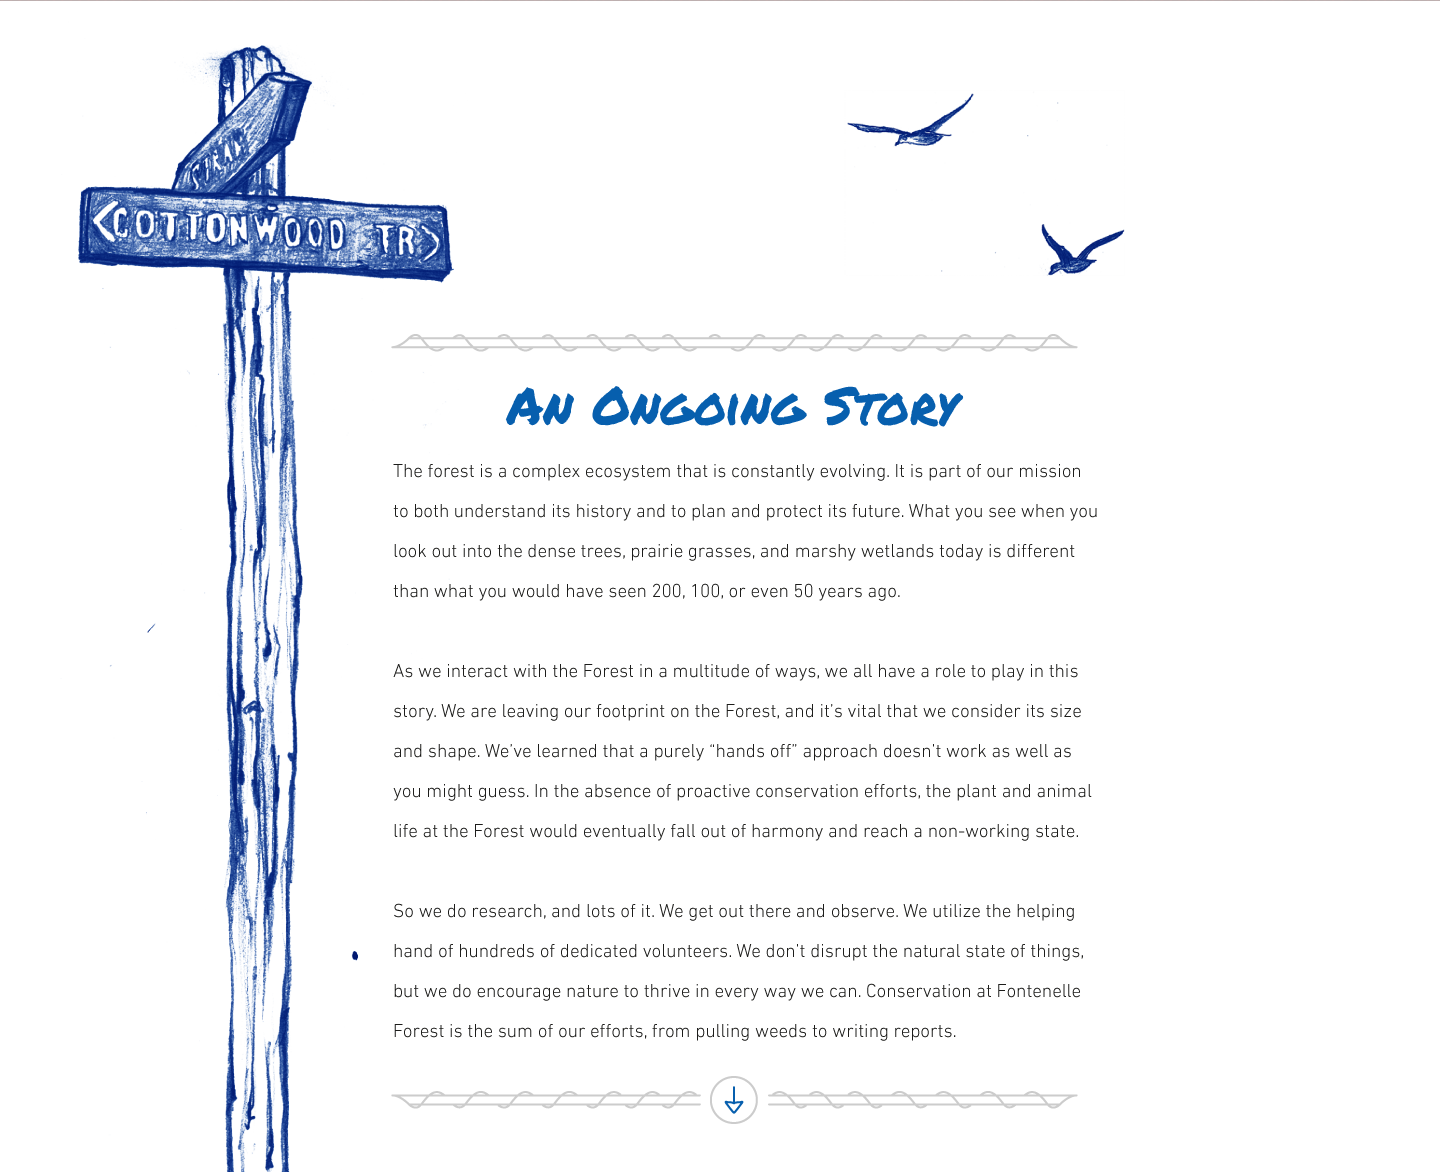 <COTTONWOOD TR>
An Ongoing Story
The forest is a complex ecosystem that is constantly evolving. It is part of our mission
to both understand its history and to plan and protect its future. What you see when you
look out into the dense trees, prairie grasses, and marshy wetlands today is different
than what you would have seen 200, 100, or even 50 years ago.
As we interact with the Forest in a multitude of ways, we all have a role to play in this
story. We are leaving our footprint on the Forest, and it’s vital that we consider its size
and shape. We’ve learned that a purely “hands off” approach doesn’t work as well as
you might guess. In the absence of proactive conservation efforts, the plant and animal
life at the Forest would eventually fall out of harmony and reach a non-working state.
So we do research, and lots of it. We get out there and observe. We utilize the helping
hand of hundreds of dedicated volunteers. We don’t disrupt the natural state of things,
but we do encourage nature to thrive in every way we can. Conservation at Fontenelle
Forest is the sum of our efforts, from pulling weeds to writing reports.